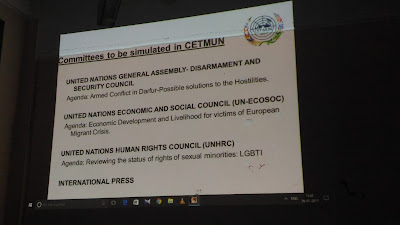 Committees to be simulated in CETMUN
UNITED NATIONS GENERAL ASSEMBLY- DISARMAMENT AND
SECURITY COUNCIL
Agenda: Armed Conflict in Darfur-Possible solutions to the Hostilities.
UNITED NATIONS ECONOMIC AND SOCIAL COUNCIL (UN-ECOSOC)
Agenda: Economic Development and Livelihood for victims of European
Migrant Crisis.
UNITED NATIONS HUMAN RIGHTS COUNCIL (UNHRC)
Agenda: Reviewing the status of rights of sexual minorities: LGBTI
INTERNATIONAL PRESS